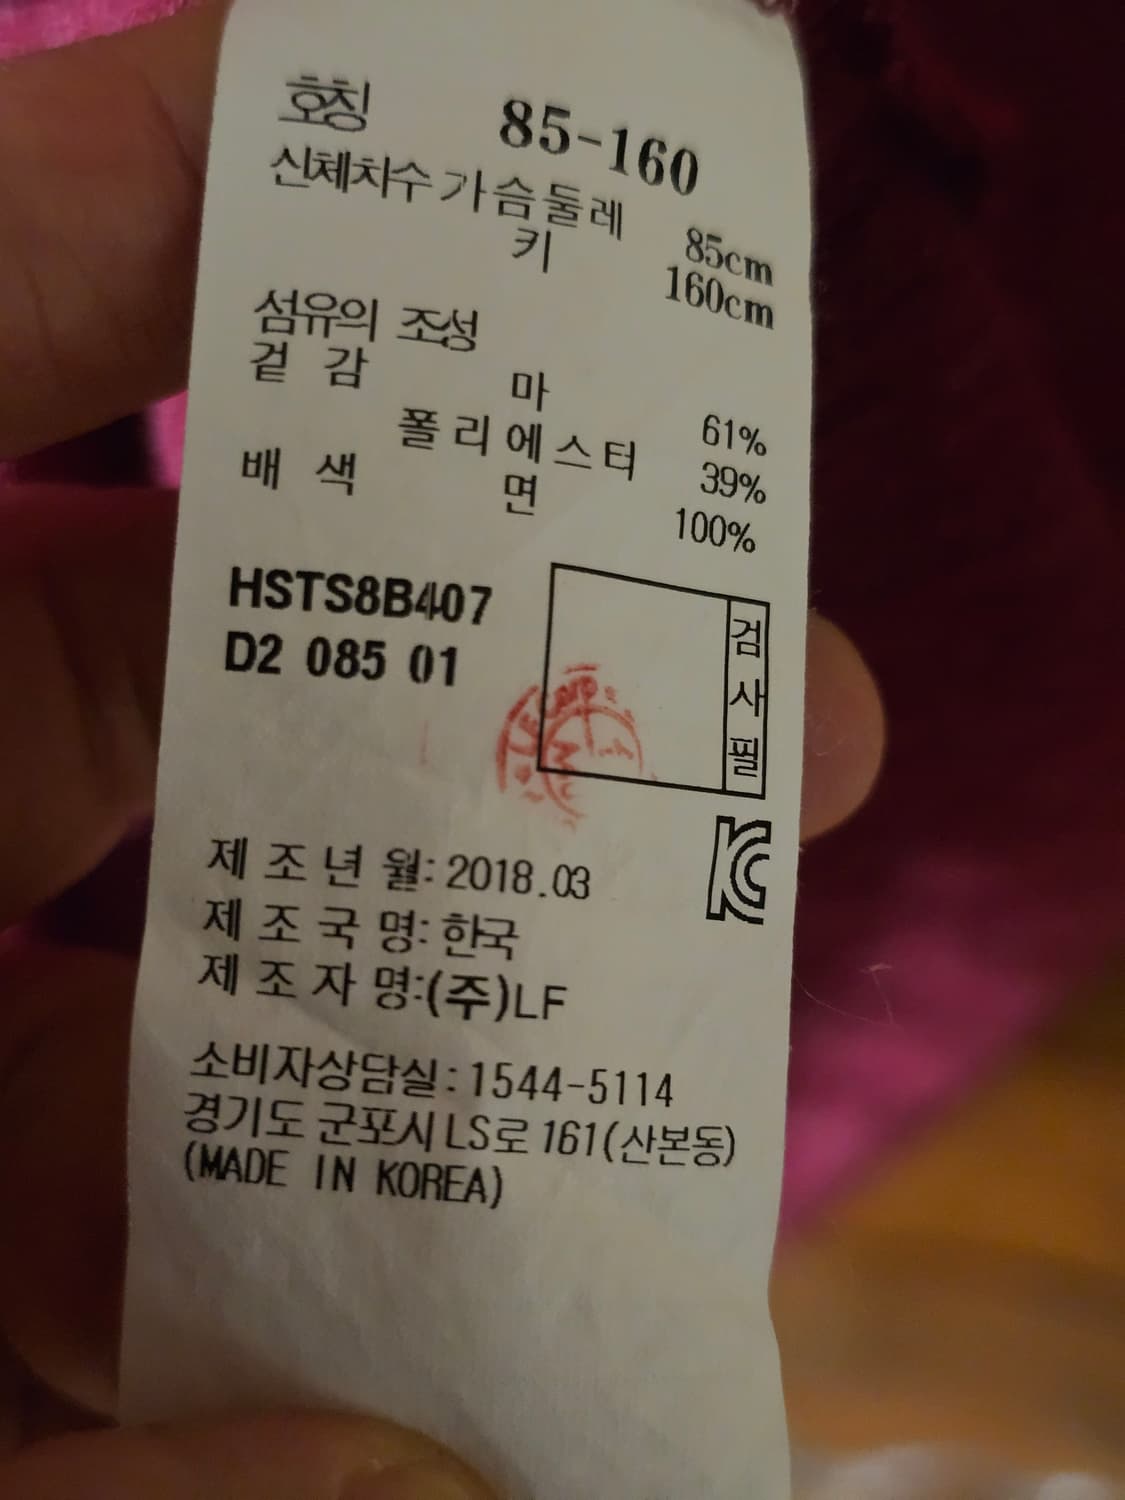 호칭 85-160
신체치수 가슴둘레 85cm
키 160cm
섬유의 조성
겉감 마 61%
폴리에스터 39%
배색 면 100%
HSTS8B407
D2 085 01
검사필
KC
제조년월: 2018.03
제조국명: 한국
제조자명:(주)LF
소비자상담실: 1544-5114
경기도 군포시 LS로 161(산본동)
(MADE IN KOREA)